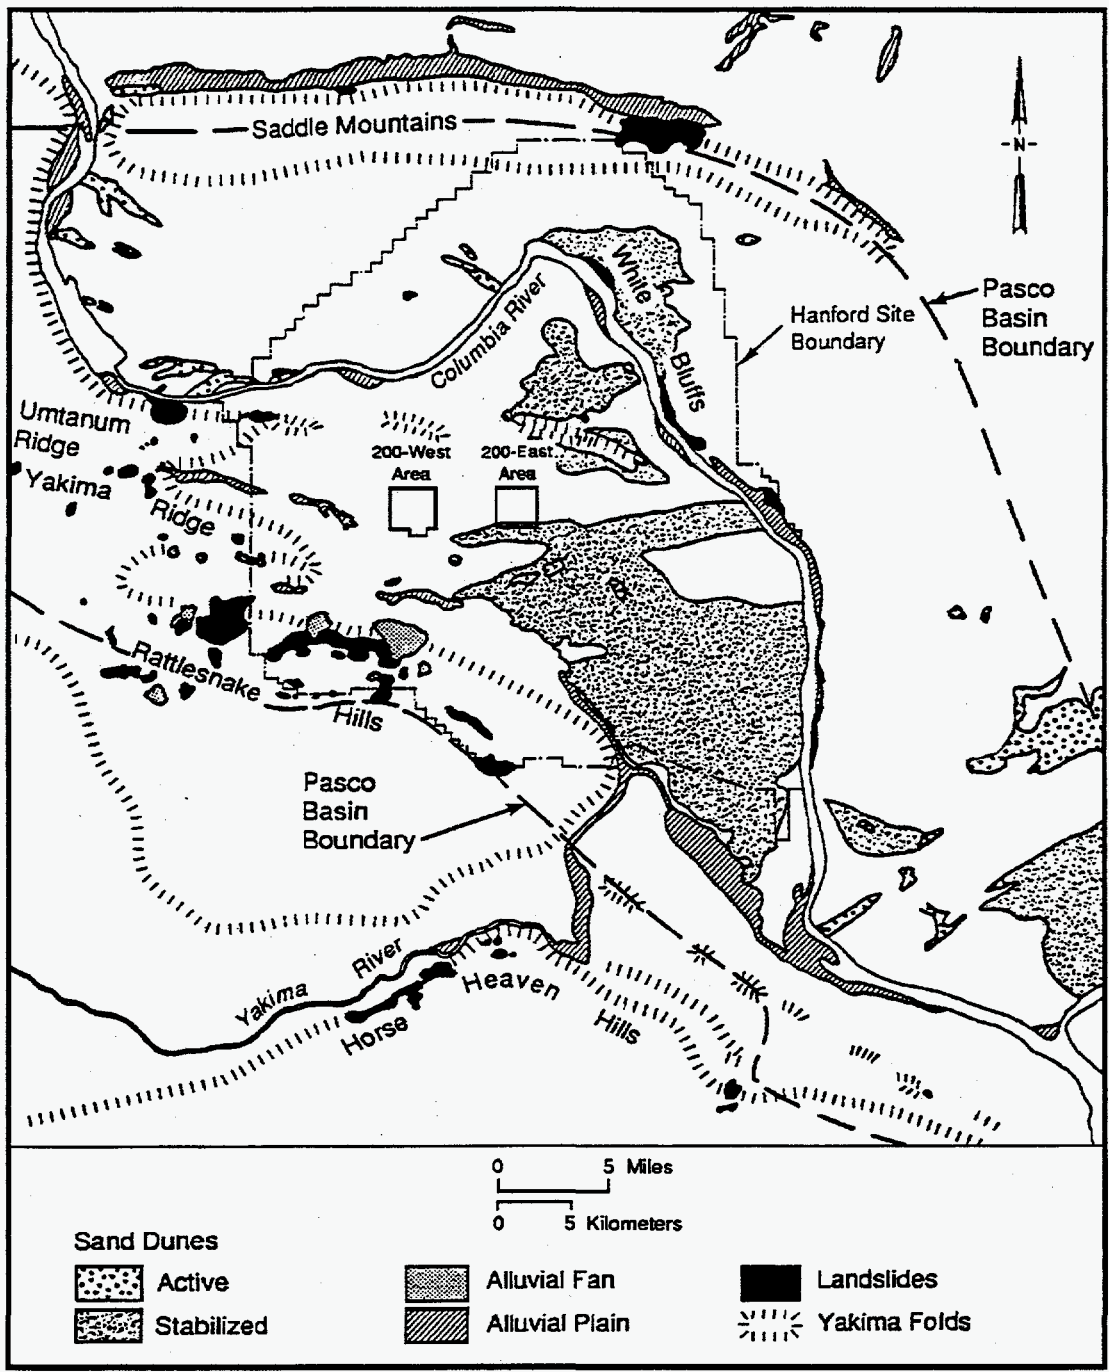 Saddle Mountains
N
Pasco
Basin
Boundary
Hanford Site
Boundary
White
Bluffs
Columbia River
Umtanum
Ridge
Yakima
Ridge
200-West
Area
200-East
Area
Rattlesnake
Hills
Pasco
Basin
Boundary
Yakima
River
Horse
Heaven
Hills
0 5 Miles
0 5 Kilometers
Sand Dunes
Active
Stabilized
Alluvial Fan
Alluvial Plain
Landslides
Yakima Folds